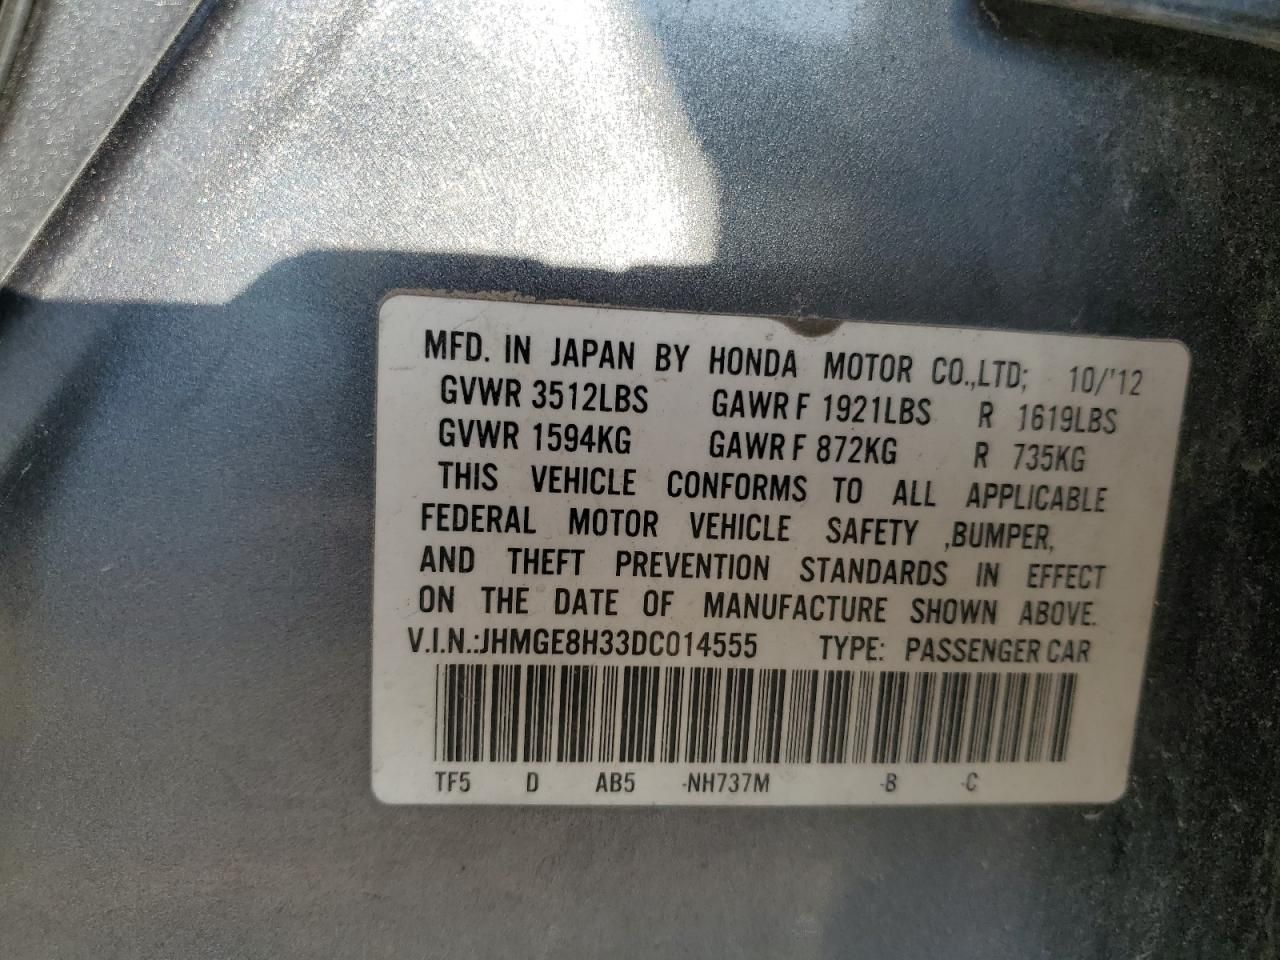 MFD. IN JAPAN BY HONDA MOTOR CO.,LTD; 10/'12
GVWR 3512LBS GAWR F 1921LBS R 1619LBS
GVWR 1594KG GAWR F 872KG R 735KG
THIS VEHICLE CONFORMS TO ALL APPLICABLE
FEDERAL MOTOR VEHICLE SAFETY ,BUMPER,
AND THEFT PREVENTION STANDARDS IN EFFECT
ON THE DATE OF MANUFACTURE SHOWN ABOVE.
V.I.N.:JHMGE8H33DC014555 TYPE: PASSENGER CAR
TF5 D AB5 -NH737M -B -C